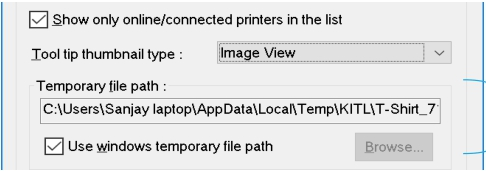 Show only online/connected printers in the list
Tool tip thumbnail type : Image View
Temporary file path :
C:\Users\Sanjay laptop\AppData\Local\Temp\KITL\T-Shirt_7
Use windows temporary file path Browse...